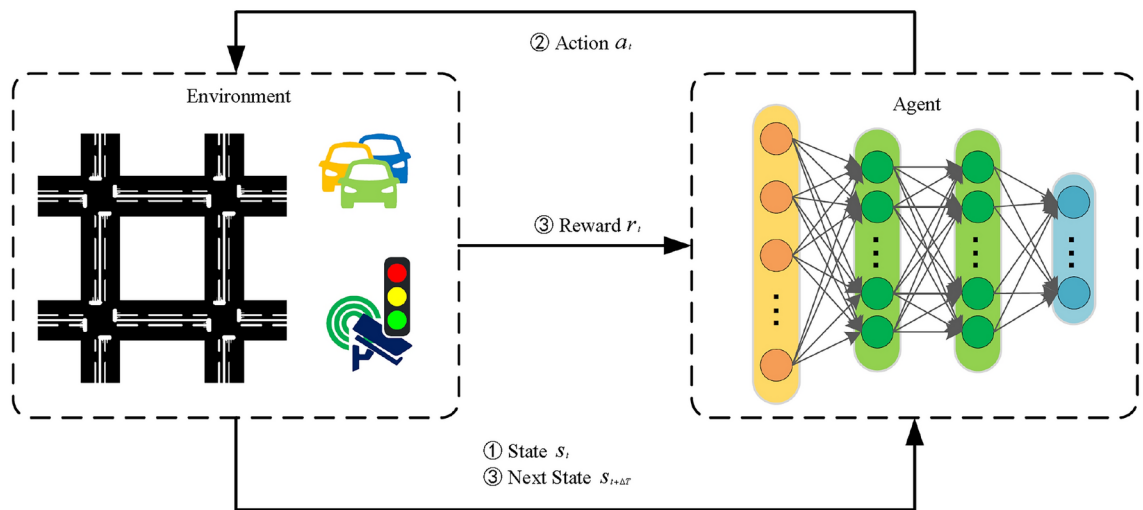 ② Action aₜ
Environment
Agent
③ Reward rₜ
① State sₜ
③ Next State sₜ₊ΔT